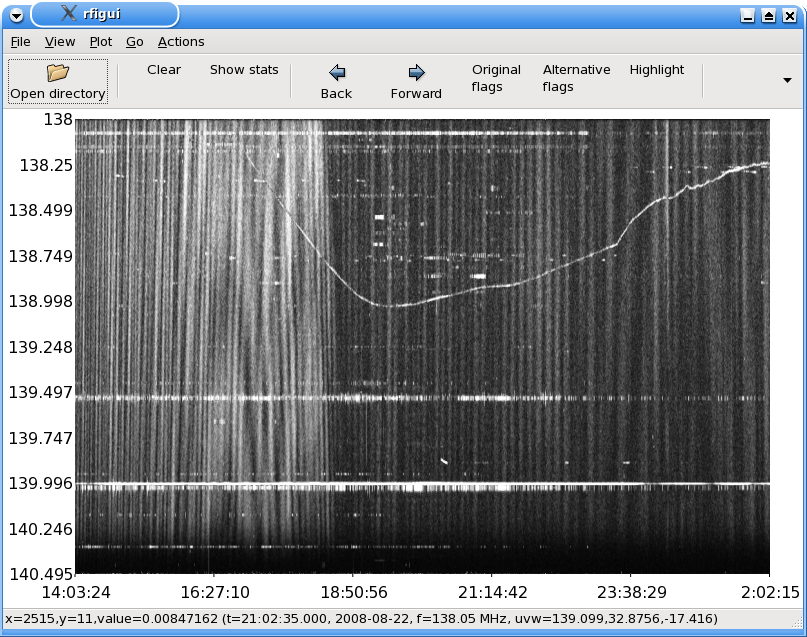 rfigui
File View Plot Go Actions
Open directory Clear Show stats Back Forward Original flags Alternative flags Highlight
138
138.25
138.499
138.749
138.998
139.248
139.497
139.747
139.996
140.246
140.495
14:03:24 16:27:10 18:50:56 21:14:42 23:38:29 2:02:15
x=2515,y=11,value=0.00847162 (t=21:02:35.000, 2008-08-22, f=138.05 MHz, uvw=139.099,32.8756,-17.416)